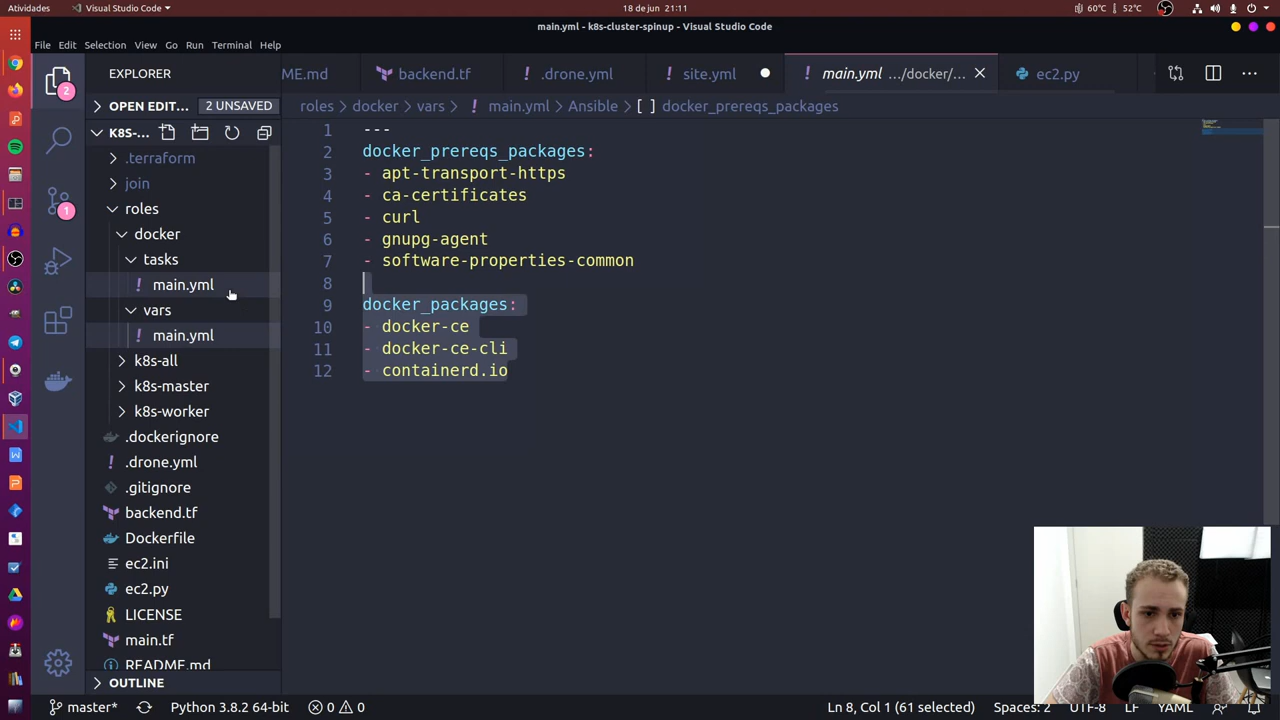 Atividades
Visual Studio Code
18 de jun 21:11
60°C
52°C
main.yml - k8s-cluster-spinup - Visual Studio Code
File Edit Selection View Go Run Terminal Help
EXPLORER
ME.md
backend.tf
.drone.yml
site.yml
main.yml .../docker/...
ec2.py
2
OPEN EDIT... 2 UNSAVED
roles > docker > vars > ! main.yml > Ansible > [ ] docker_prereqs_packages
K8S-...
.terraform
join
roles
docker
tasks
main.yml
vars
main.yml
k8s-all
k8s-master
k8s-worker
.dockerignore
.drone.yml
.gitignore
backend.tf
Dockerfile
ec2.ini
ec2.py
LICENSE
main.tf
README.md
OUTLINE
1
1 ---
2 docker_prereqs_packages:
3 - apt-transport-https
4 - ca-certificates
5 - curl
6 - gnupg-agent
7 - software-properties-common
8
9 docker_packages:
10 - docker-ce
11 - docker-ce-cli
12 - containerd.io
master* Python 3.8.2 64-bit 0 0 Ln 8, Col 1 (61 selected) Spaces: 2 UTF-8 LF YAML